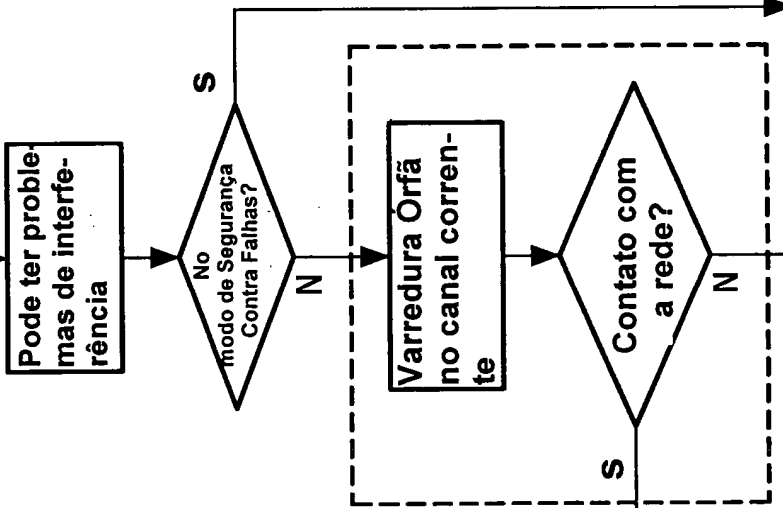 Pode ter proble-
mas de interfe-
rência
No
modo de Segurança
Contra Falhas?
S
N
Varredura Órfã
no canal corren-
te
Contato com
a rede?
S
N